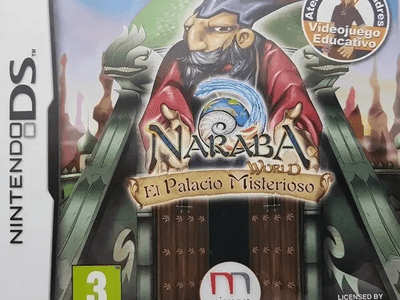 NINTENDO DS
Videojuego
Educativo
NARABA
WORLD
El Palacio Misterioso
3
LICENSED BY